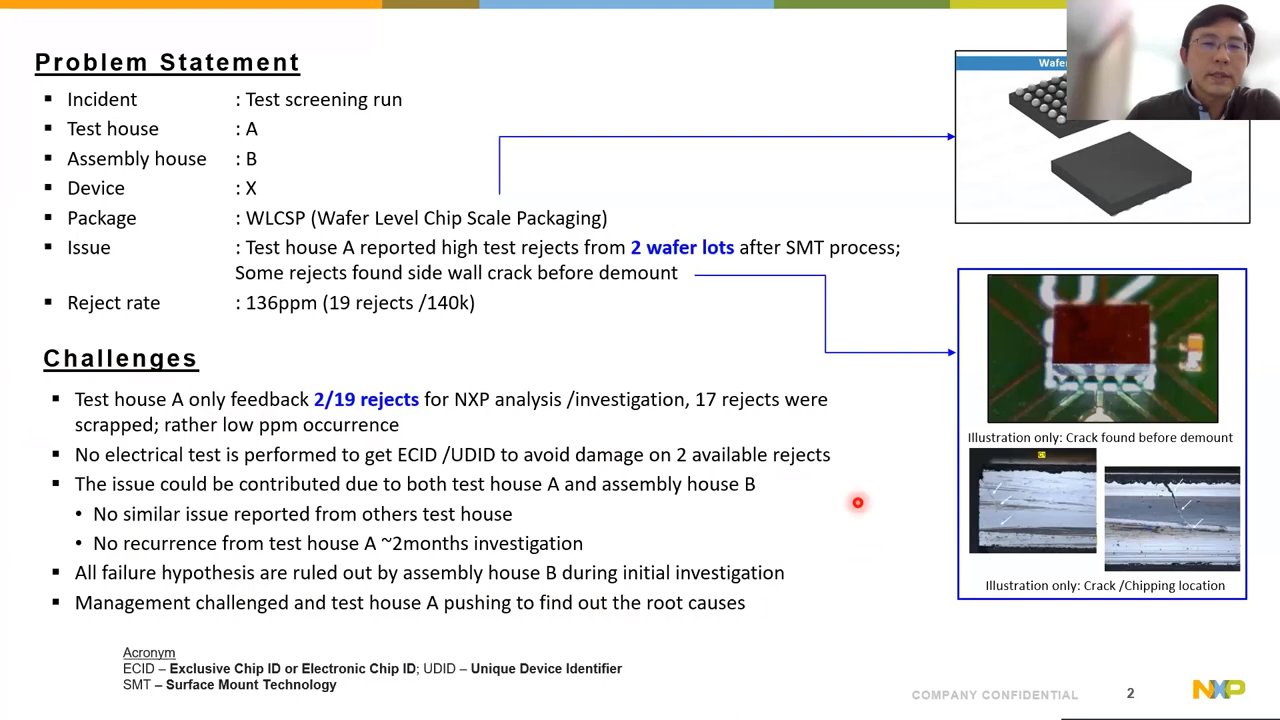 Problem Statement
▪ Incident : Test screening run
▪ Test house : A
▪ Assembly house : B
▪ Device : X
▪ Package : WLCSP (Wafer Level Chip Scale Packaging)
▪ Issue : Test house A reported high test rejects from 2 wafer lots after SMT process;
Some rejects found side wall crack before demount
▪ Reject rate : 136ppm (19 rejects /140k)
Challenges
▪ Test house A only feedback 2/19 rejects for NXP analysis /investigation, 17 rejects were
scrapped; rather low ppm occurrence
▪ No electrical test is performed to get ECID /UDID to avoid damage on 2 available rejects
▪ The issue could be contributed due to both test house A and assembly house B
• No similar issue reported from others test house
• No recurrence from test house A ~2months investigation
▪ All failure hypothesis are ruled out by assembly house B during initial investigation
▪ Management challenged and test house A pushing to find out the root causes
Illustration only: Crack found before demount
Illustration only: Crack /Chipping location
Acronym
ECID – Exclusive Chip ID or Electronic Chip ID; UDID – Unique Device Identifier
SMT – Surface Mount Technology
COMPANY CONFIDENTIAL
2
NXP